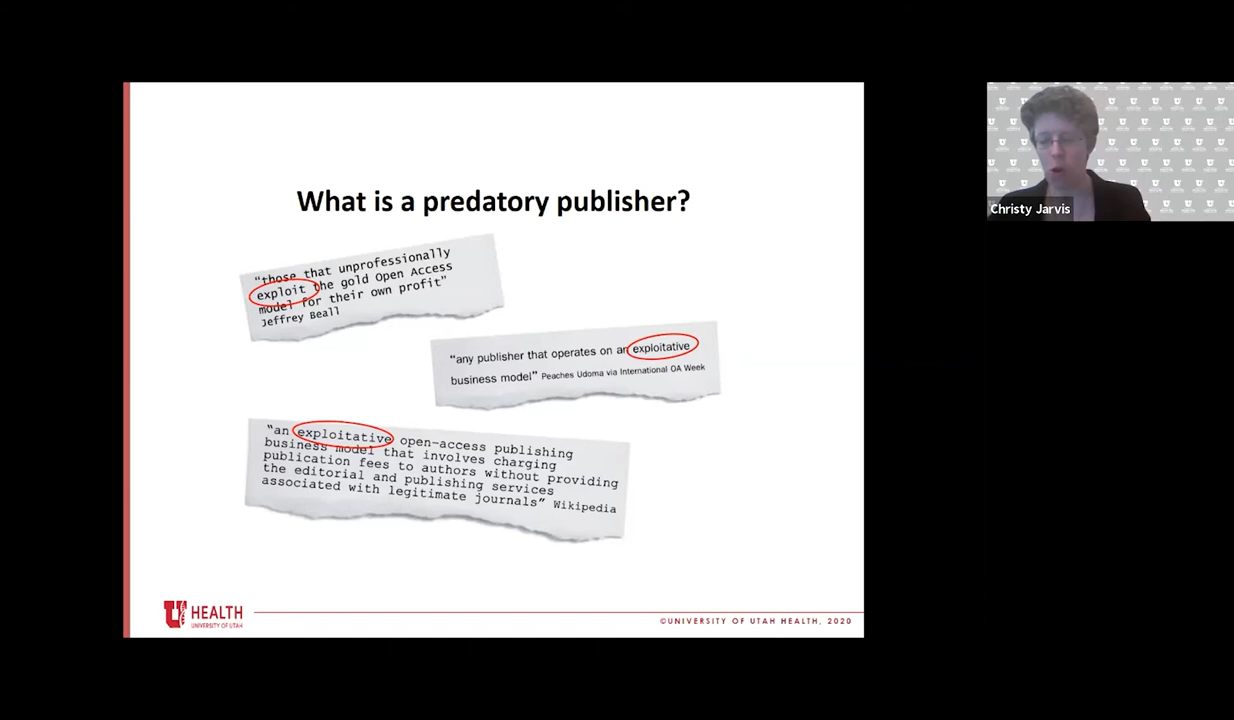 What is a predatory publisher?
“those that unprofessionally
exploit the gold Open Access
model for their own profit”
Jeffrey Beall
“any publisher that operates on an exploitative
business model” Peaches Udoma via International OA Week
“an exploitative open-access publishing
business model that involves charging
publication fees to authors without providing
the editorial and publishing services
associated with legitimate journals” Wikipedia
U HEALTH
UNIVERSITY OF UTAH
©UNIVERSITY OF UTAH HEALTH, 2020
Christy Jarvis